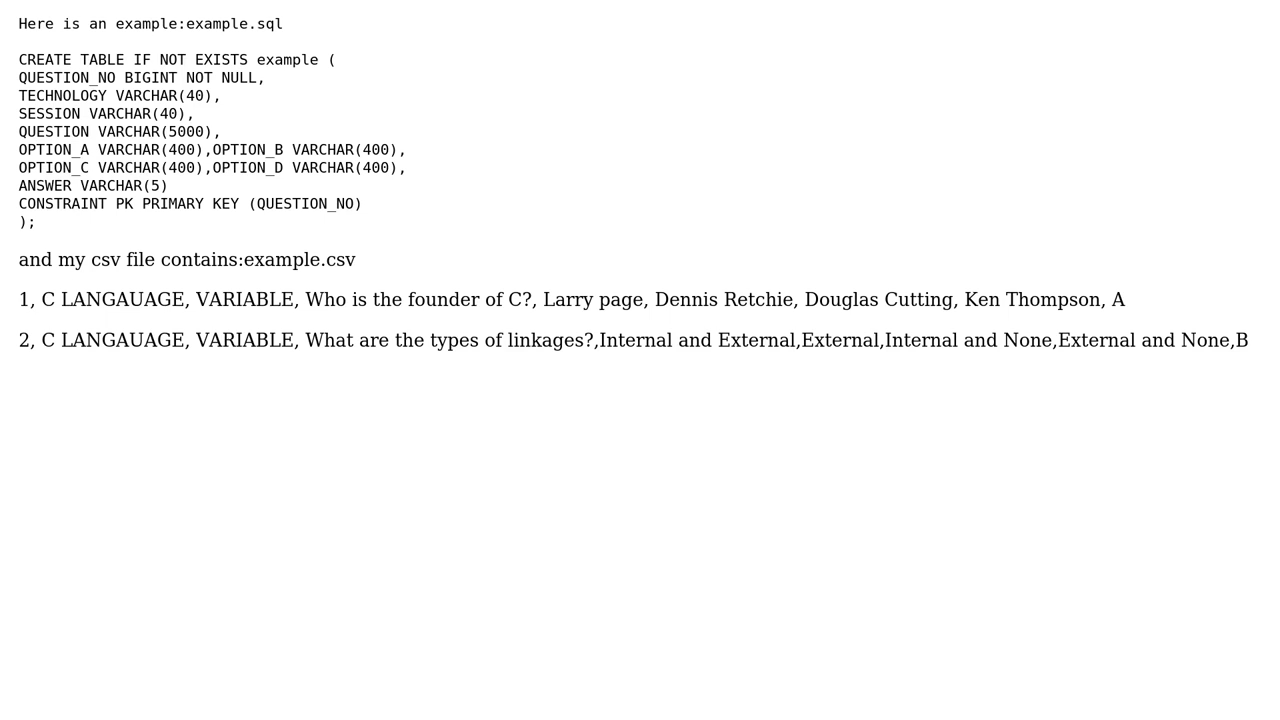 Here is an example:example.sql
CREATE TABLE IF NOT EXISTS example (
QUESTION_NO BIGINT NOT NULL,
TECHNOLOGY VARCHAR(40),
SESSION VARCHAR(40),
QUESTION VARCHAR(5000),
OPTION_A VARCHAR(400),OPTION_B VARCHAR(400),
OPTION_C VARCHAR(400),OPTION_D VARCHAR(400),
ANSWER VARCHAR(5)
CONSTRAINT PK PRIMARY KEY (QUESTION_NO)
);
and my csv file contains:example.csv
1, C LANGAUAGE, VARIABLE, Who is the founder of C?, Larry page, Dennis Retchie, Douglas Cutting, Ken Thompson, A
2, C LANGAUAGE, VARIABLE, What are the types of linkages?,Internal and External,External,Internal and None,External and None,B